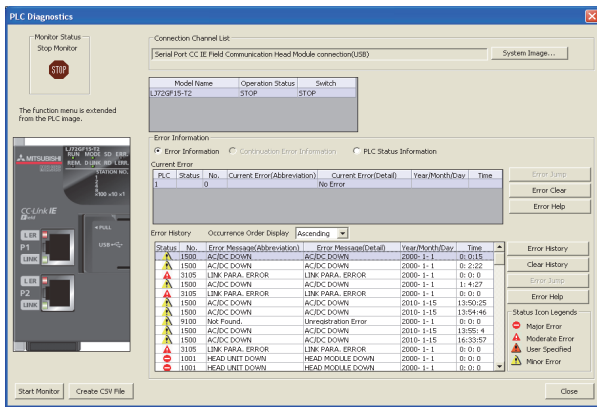 PLC Diagnostics
Monitor Status
Stop Monitor
STOP
The function menu is extended
from the PLC image.
Connection Channel List
Serial Port CC IE Field Communication Head Module connection(USB)
System Image...
Model Name Operation Status Switch
LJ72GF15-T2 STOP STOP
MITSUBISHI
LJ72GF15-T2
RUN MODE SD ERR.
REM. D LINK RD L ERR.
STATION NO.
×100 ×10 ×1
CC-Link IE
Field
L ER
P1
LINK
L ER
P2
LINK
PULL
USB
Error Information
Error Information Continuation Error Information PLC Status Information
Current Error
PLC Status No. Current Error(Abbreviation) Current Error(Detail) Year/Month/Day Time
1 0 No Error
Error Jump
Error Clear
Error Help
Error History Occurrence Order Display Ascending
Status No. Error Message(Abbreviation) Error Message(Detail) Year/Month/Day Time
1500 AC/DC DOWN AC/DC DOWN 2000- 1- 1 0: 0:15
1500 AC/DC DOWN AC/DC DOWN 2000- 1- 1 0: 2:22
3105 LINK PARA. ERROR LINK PARA. ERROR 2000- 1- 1 0: 0: 0
1500 AC/DC DOWN AC/DC DOWN 2000- 1- 1 1: 4:27
3105 LINK PARA. ERROR LINK PARA. ERROR 2000- 1- 1 0: 0: 0
1500 AC/DC DOWN AC/DC DOWN 2010- 1-15 13:50:25
1500 AC/DC DOWN AC/DC DOWN 2010- 1-15 13:54:46
9100 Not Found. Unregistration Error 2000- 1- 1 0: 0: 0
1500 AC/DC DOWN AC/DC DOWN 2010- 1-15 13:55: 4
1500 AC/DC DOWN AC/DC DOWN 2010- 1-15 16:33:57
3105 LINK PARA. ERROR LINK PARA. ERROR 2000- 1- 1 0: 0: 0
1001 HEAD UNIT DOWN HEAD MODULE DOWN 2000- 1- 1 0: 0: 0
1001 HEAD UNIT DOWN HEAD MODULE DOWN 2000- 1- 1 0: 0: 0
Error History
Clear History
Error Jump
Error Help
Status Icon Legends
Major Error
Moderate Error
User Specified
Minor Error
Start Monitor
Create CSV File
Close